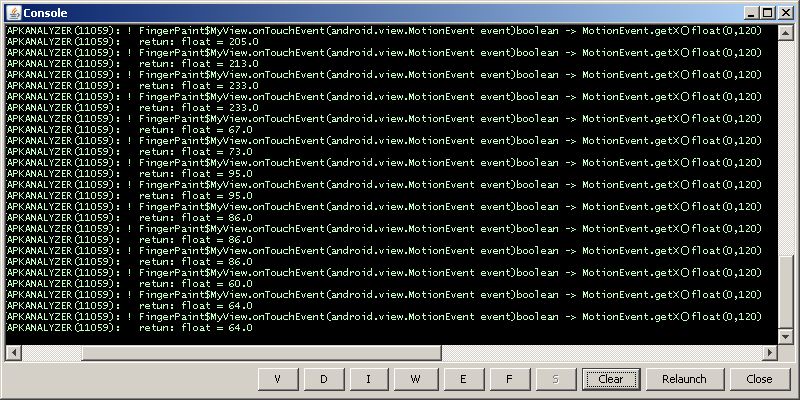 Console
APKANALYZER(11059): ! FingerPaint$MyView.onTouchEvent(android.view.MotionEvent event)boolean -> MotionEvent.getX()float(0,120)
APKANALYZER(11059):   retun: float = 205.0
APKANALYZER(11059): ! FingerPaint$MyView.onTouchEvent(android.view.MotionEvent event)boolean -> MotionEvent.getX()float(0,120)
APKANALYZER(11059):   retun: float = 213.0
APKANALYZER(11059): ! FingerPaint$MyView.onTouchEvent(android.view.MotionEvent event)boolean -> MotionEvent.getX()float(0,120)
APKANALYZER(11059):   retun: float = 233.0
APKANALYZER(11059): ! FingerPaint$MyView.onTouchEvent(android.view.MotionEvent event)boolean -> MotionEvent.getX()float(0,120)
APKANALYZER(11059):   retun: float = 233.0
APKANALYZER(11059): ! FingerPaint$MyView.onTouchEvent(android.view.MotionEvent event)boolean -> MotionEvent.getX()float(0,120)
APKANALYZER(11059):   retun: float = 67.0
APKANALYZER(11059): ! FingerPaint$MyView.onTouchEvent(android.view.MotionEvent event)boolean -> MotionEvent.getX()float(0,120)
APKANALYZER(11059):   retun: float = 73.0
APKANALYZER(11059): ! FingerPaint$MyView.onTouchEvent(android.view.MotionEvent event)boolean -> MotionEvent.getX()float(0,120)
APKANALYZER(11059):   retun: float = 95.0
APKANALYZER(11059): ! FingerPaint$MyView.onTouchEvent(android.view.MotionEvent event)boolean -> MotionEvent.getX()float(0,120)
APKANALYZER(11059):   retun: float = 95.0
APKANALYZER(11059): ! FingerPaint$MyView.onTouchEvent(android.view.MotionEvent event)boolean -> MotionEvent.getX()float(0,120)
APKANALYZER(11059):   retun: float = 86.0
APKANALYZER(11059): ! FingerPaint$MyView.onTouchEvent(android.view.MotionEvent event)boolean -> MotionEvent.getX()float(0,120)
APKANALYZER(11059):   retun: float = 86.0
APKANALYZER(11059): ! FingerPaint$MyView.onTouchEvent(android.view.MotionEvent event)boolean -> MotionEvent.getX()float(0,120)
APKANALYZER(11059):   retun: float = 86.0
APKANALYZER(11059): ! FingerPaint$MyView.onTouchEvent(android.view.MotionEvent event)boolean -> MotionEvent.getX()float(0,120)
APKANALYZER(11059):   retun: float = 60.0
APKANALYZER(11059): ! FingerPaint$MyView.onTouchEvent(android.view.MotionEvent event)boolean -> MotionEvent.getX()float(0,120)
APKANALYZER(11059):   retun: float = 64.0
APKANALYZER(11059): ! FingerPaint$MyView.onTouchEvent(android.view.MotionEvent event)boolean -> MotionEvent.getX()float(0,120)
APKANALYZER(11059):   retun: float = 64.0
V D I W E F S Clear Relaunch Close